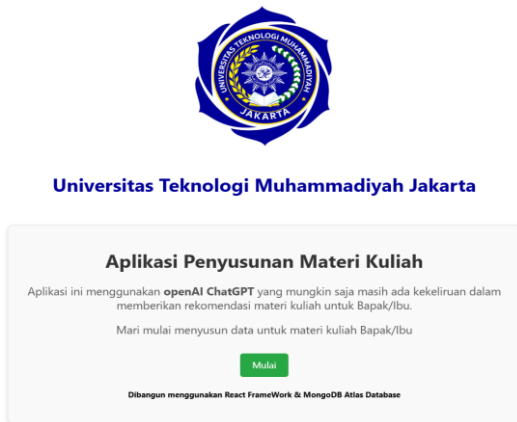 UNIVERSITAS TEKNOLOGI MUHAMMADIYAH
JAKARTA
Universitas Teknologi Muhammadiyah Jakarta
Aplikasi Penyusunan Materi Kuliah
Aplikasi ini menggunakan openAI ChatGPT yang mungkin saja masih ada kekeliruan dalam
memberikan rekomendasi materi kuliah untuk Bapak/Ibu.
Mari mulai menyusun data untuk materi kuliah Bapak/Ibu
Mulai
Dibangun menggunakan React FrameWork & MongoDB Atlas Database